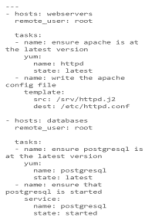 ---
- hosts: webservers
  remote_user: root

  tasks:
  - name: ensure apache is at
the latest version
    yum:
      name: httpd
      state: latest
  - name: write the apache
config file
    template:
      src: /srv/httpd.j2
      dest: /etc/httpd.conf

- hosts: databases
  remote_user: root

  tasks:
  - name: ensure postgresql is
at the latest version
    yum:
      name: postgresql
      state: latest
  - name: ensure that
postgresql is started
    service:
      name: postgresql
      state: started